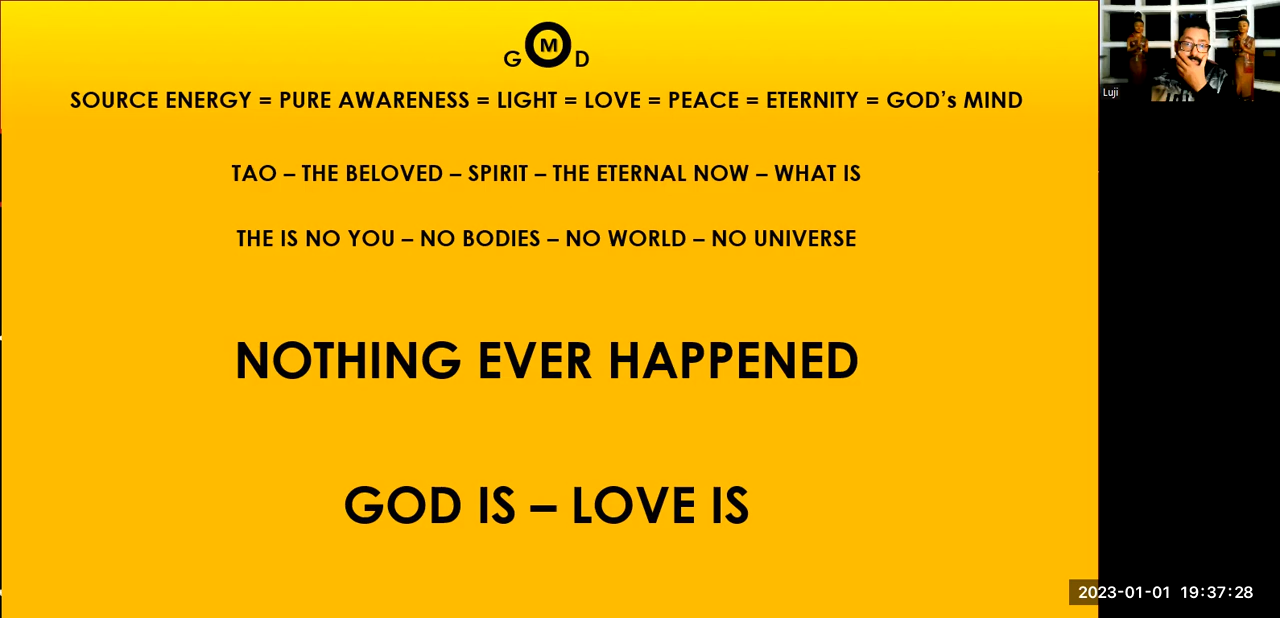 G M D
SOURCE ENERGY = PURE AWARENESS = LIGHT = LOVE = PEACE = ETERNITY = GOD’s MIND
TAO – THE BELOVED – SPIRIT – THE ETERNAL NOW – WHAT IS
THE IS NO YOU – NO BODIES – NO WORLD – NO UNIVERSE
NOTHING EVER HAPPENED
GOD IS – LOVE IS
Luji
2023-01-01 19:37:28